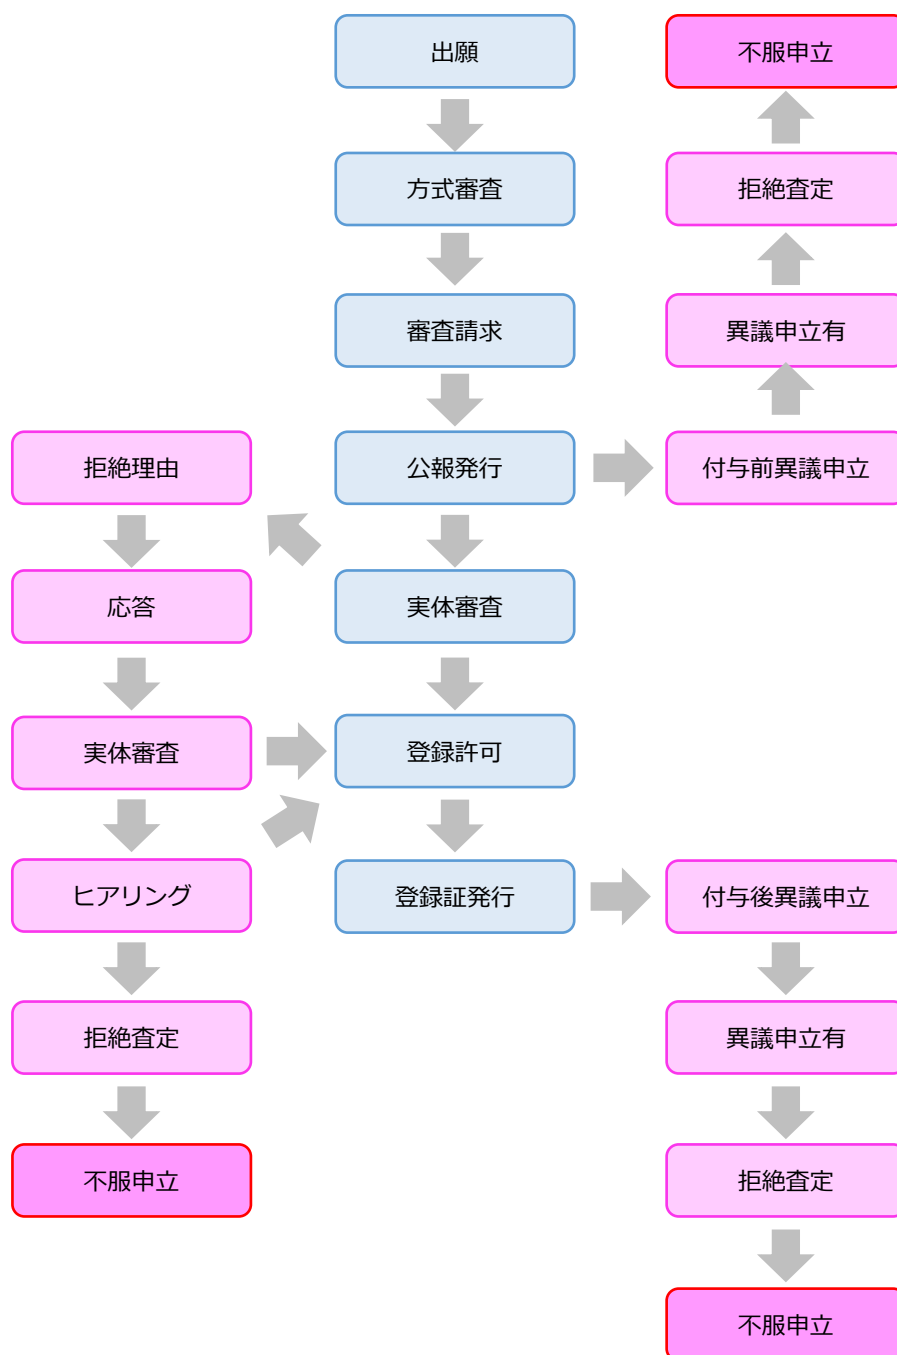 出願
不服申立
方式審査
拒絶査定
審査請求
異議申立有
拒絶理由
公報発行
付与前異議申立
応答
実体審査
実体審査
登録許可
ヒアリング
登録証発行
付与後異議申立
拒絶査定
異議申立有
不服申立
拒絶査定
不服申立